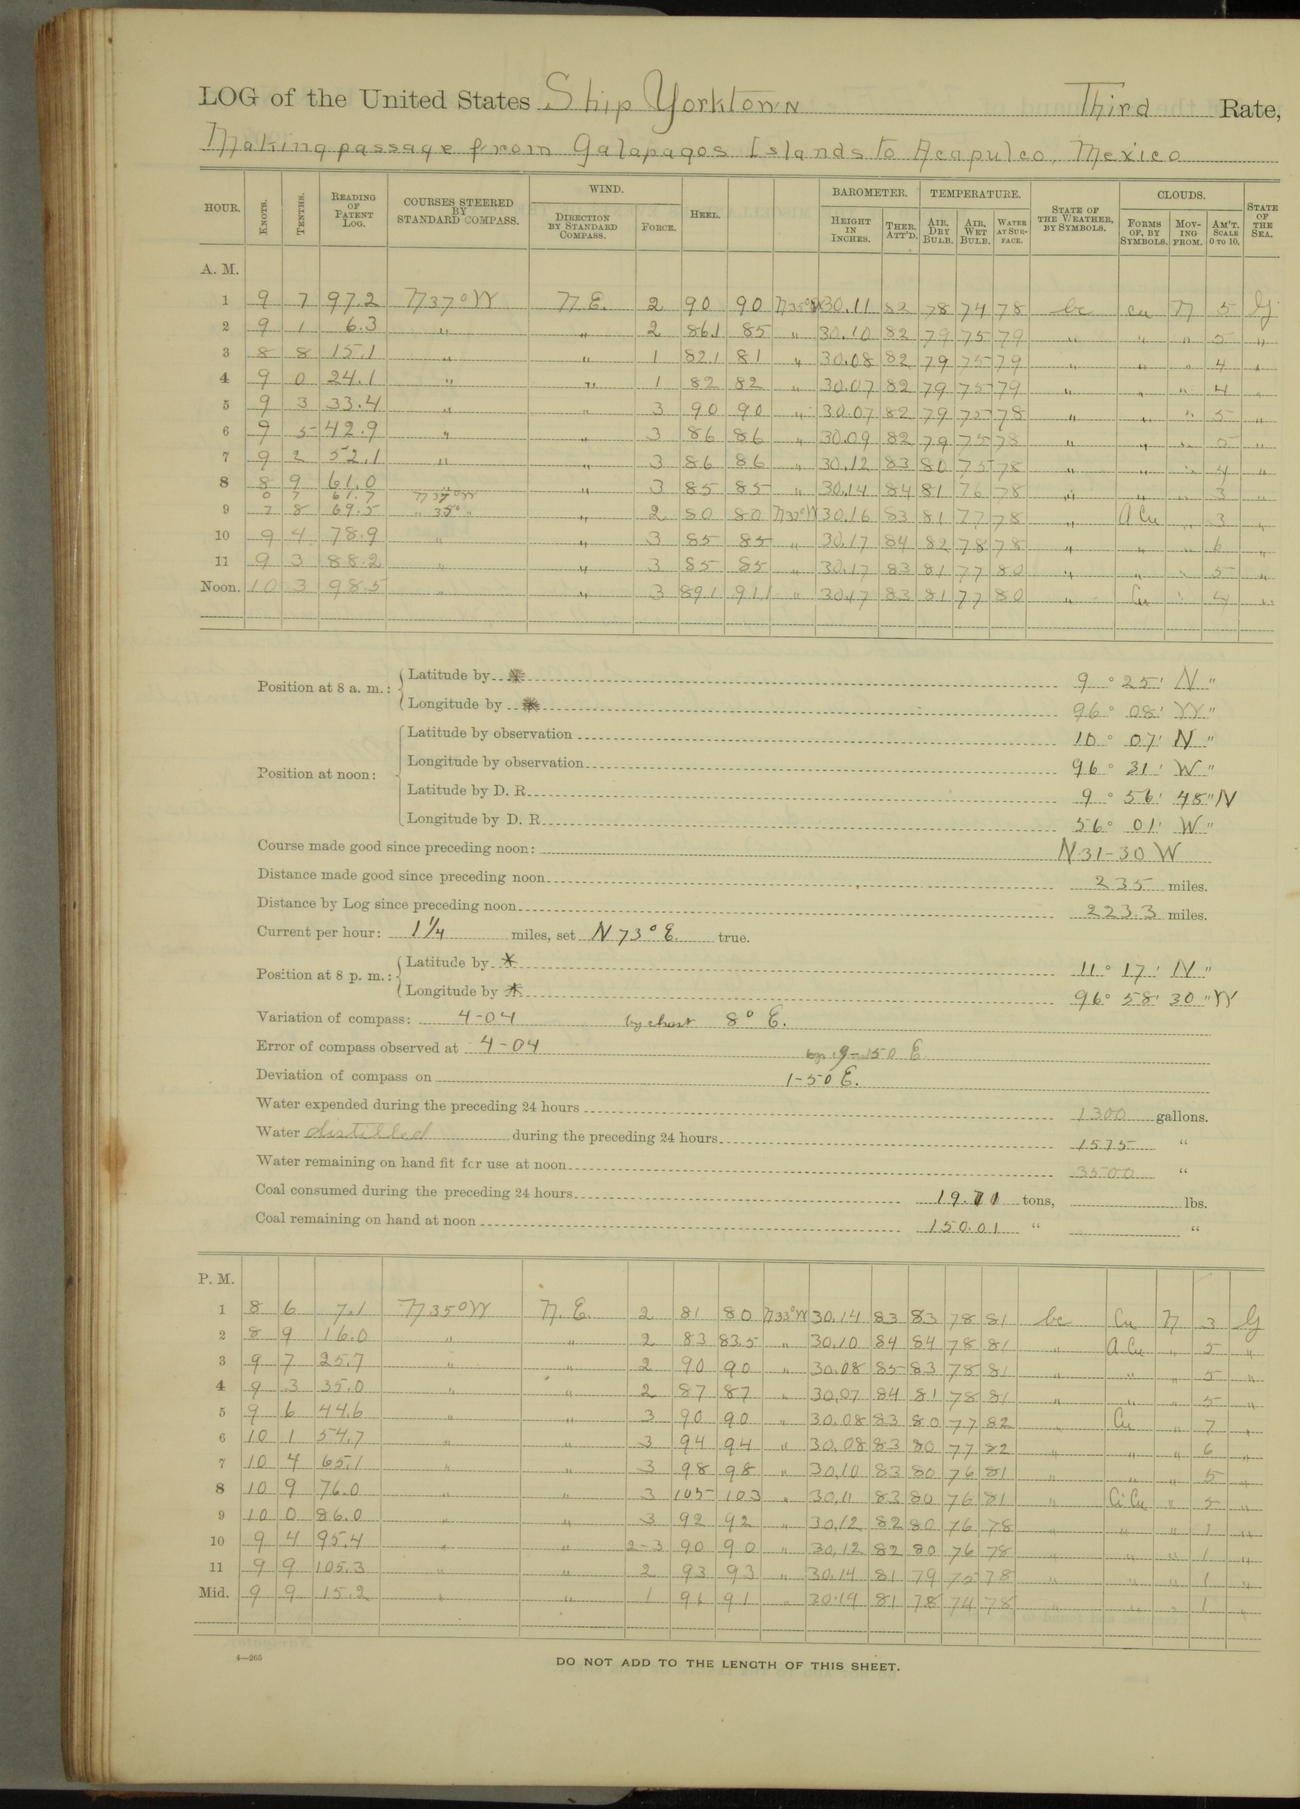 LOG of the United States Ship Yorktown Third Rate,
Making passage from Galapagos Islands to Acapulco, Mexico
HOUR. KNOTS. TENTHS. READING OF PATENT LOG. COURSES STEERED BY STANDARD COMPASS. WIND. DIRECTION BY STANDARD COMPASS. FORCE. HEEL. BAROMETER. HEIGHT IN INCHES. THER. ATT'D. TEMPERATURE. AIR, DRY BULB. AIR, WET BULB. WATER AT SURFACE. STATE OF THE WEATHER, BY SYMBOLS. CLOUDS. FORMS OF, BY SYMBOLS. MOVING FROM. AM'T. SCALE 0 TO 10. STATE OF THE SEA.
A. M.
1 9 7 97.2 N37°W N.E. 2 90 90 N35°W 30.11 82 78 74 78 bc cu N 5 G
2 9 1 6.3 " " 2 86.1 85 " 30.10 82 79 75 79 " " " 5 "
3 8 8 15.1 " " 1 82.1 81 " 30.08 82 79 75 79 " " " 4 "
4 9 0 24.1 " " 1 82 82 " 30.07 82 79 75 79 " " " 4 "
5 9 3 33.4 " " 3 90 90 " 30.07 82 79 75 78 " " " 5 "
6 9 5 42.9 " " 3 86 86 " 30.09 82 79 75 78 " " " 5 "
7 9 2 52.1 " " 3 86 86 " 30.12 83 80 75 78 " " " 4 "
8 8 9 61.0 " " 3 85 85 " 30.14 84 81 76 78 " " " 3 "
0 7 61.7 N37°W
9 7 8 69.5 " 35° " " 2 80 80 N33°W 30.16 83 81 77 78 " A Cu " 3 "
10 9 4 78.9 " " 3 85 85 " 30.17 84 82 78 78 " " " 6 "
11 9 3 88.2 " " 3 85 85 " 30.17 83 81 77 80 " " " 5 "
Noon. 10 3 98.5 " " 3 89.1 91.1 " 30.17 83 81 77 80 " Cu " 4 "
Position at 8 a. m.: Latitude by 9° 25' N "
Longitude by 96° 08' W "
Position at noon: Latitude by observation 10° 07' N "
Longitude by observation 96° 31' W "
Latitude by D. R. 9° 56' 48" N
Longitude by D. R. 56° 01' W "
Course made good since preceding noon: N 31-30 W
Distance made good since preceding noon 235 miles.
Distance by Log since preceding noon 223.3 miles.
Current per hour: 1 1/4 miles, set N 73° E. true.
Position at 8 p. m.: Latitude by * 11° 17' N "
Longitude by * 96° 58' 30" W
Variation of compass: 4-04 by chart 8° E.
Error of compass observed at 4-04 9-50 E
Deviation of compass on 1-50 E.
Water expended during the preceding 24 hours 1300 gallons.
Water distilled during the preceding 24 hours 1575 "
Water remaining on hand fit for use at noon 3500 "
Coal consumed during the preceding 24 hours 19.71 tons, lbs.
Coal remaining on hand at noon 150.01 " "
P. M.
1 8 6 7.1 N35°W N.E. 2 81 80 N33°W 30.14 83 83 78 81 bc Cu N 3 G
2 8 9 16.0 " " 2 83 83.5 " 30.10 84 84 78 81 " A Cu " 5 "
3 9 7 25.7 " " 2 90 90 " 30.08 85 83 78 81 " " " 5 "
4 9 3 35.0 " " 2 87 87 " 30.07 84 81 78 81 " " " 5 "
5 9 6 44.6 " " 3 90 90 " 30.08 83 80 77 82 " Cu " 7 "
6 10 1 54.7 " " 3 94 94 " 30.08 83 80 77 82 " " " 6 "
7 10 4 65.1 " " 3 98 98 " 30.10 83 80 76 81 " " " 5 "
8 10 9 76.0 " " 3 105 103 " 30.11 83 80 76 81 " Ci Cu " 5 "
9 10 0 86.0 " " 3 92 92 " 30.12 82 80 76 78 " " " 1 "
10 9 4 95.4 " " 2-3 90 90 " 30.12 82 80 76 78 " " " 1 "
11 9 9 105.3 " " 2 93 93 " 30.14 81 79 75 78 " " " 1 "
Mid. 9 9 15.2 " " 1 91 91 " 30.14 81 78 74 78 " " " 1 "
4—265
DO NOT ADD TO THE LENGTH OF THIS SHEET.